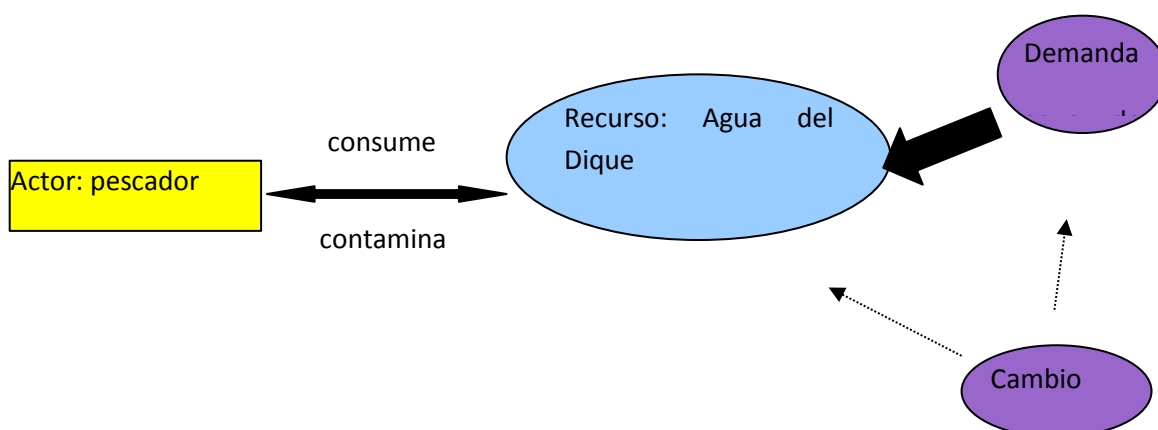 Demanda
Recurso: Agua del
Dique
consume
Actor: pescador
contamina
Cambio